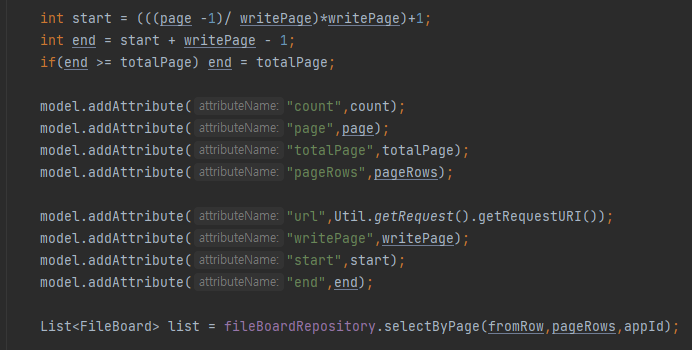 int start = (((page -1)/ writePage)*writePage)+1;
int end = start + writePage - 1;
if(end >= totalPage) end = totalPage;
model.addAttribute( attributeName: "count",count);
model.addAttribute( attributeName: "page",page);
model.addAttribute( attributeName: "totalPage",totalPage);
model.addAttribute( attributeName: "pageRows",pageRows);
model.addAttribute( attributeName: "url",Util.getRequest().getRequestURI());
model.addAttribute( attributeName: "writePage",writePage);
model.addAttribute( attributeName: "start",start);
model.addAttribute( attributeName: "end",end);
List<FileBoard> list = fileBoardRepository.selectByPage(fromRow,pageRows,appId);